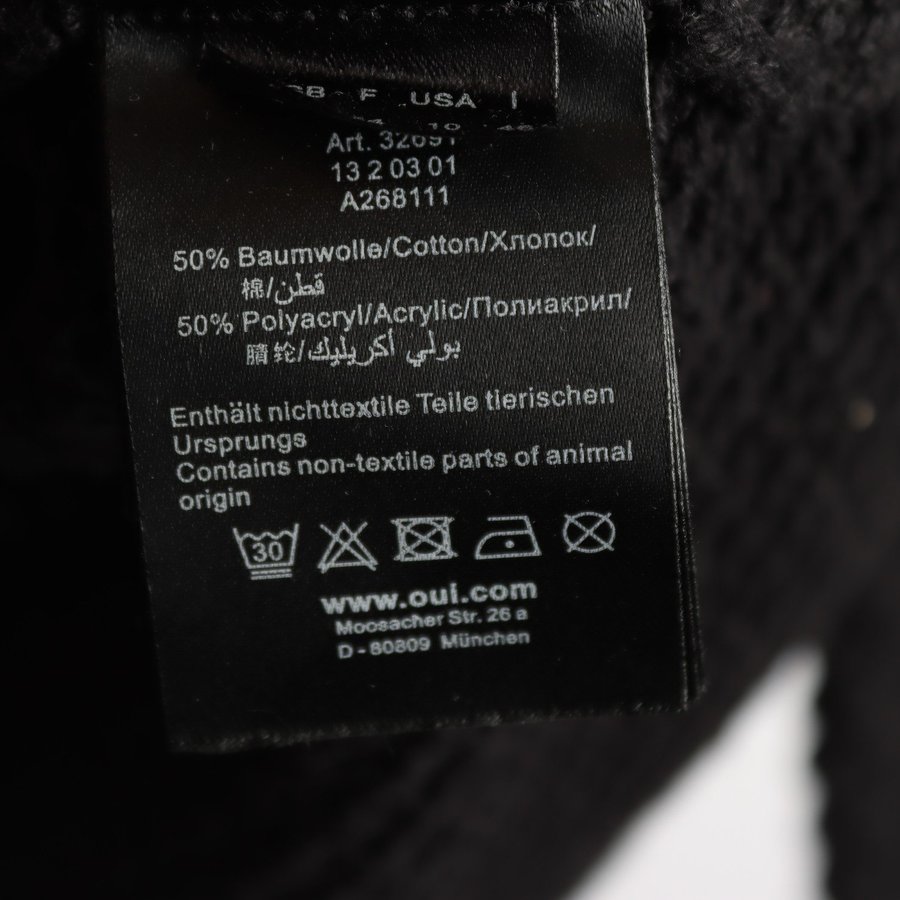 GB F USA I
Art. 32691
13 2 03 01
A268111
50% Baumwolle/Cotton/Хлопок/
棉/قطن
50% Polyacryl/Acrylic/Полиакрил/
腈纶/بولي أكريليك
Enthält nichttextile Teile tierischen
Ursprungs
Contains non-textile parts of animal
origin
30
www.oui.com
Moosacher Str. 26 a
D - 80809 München